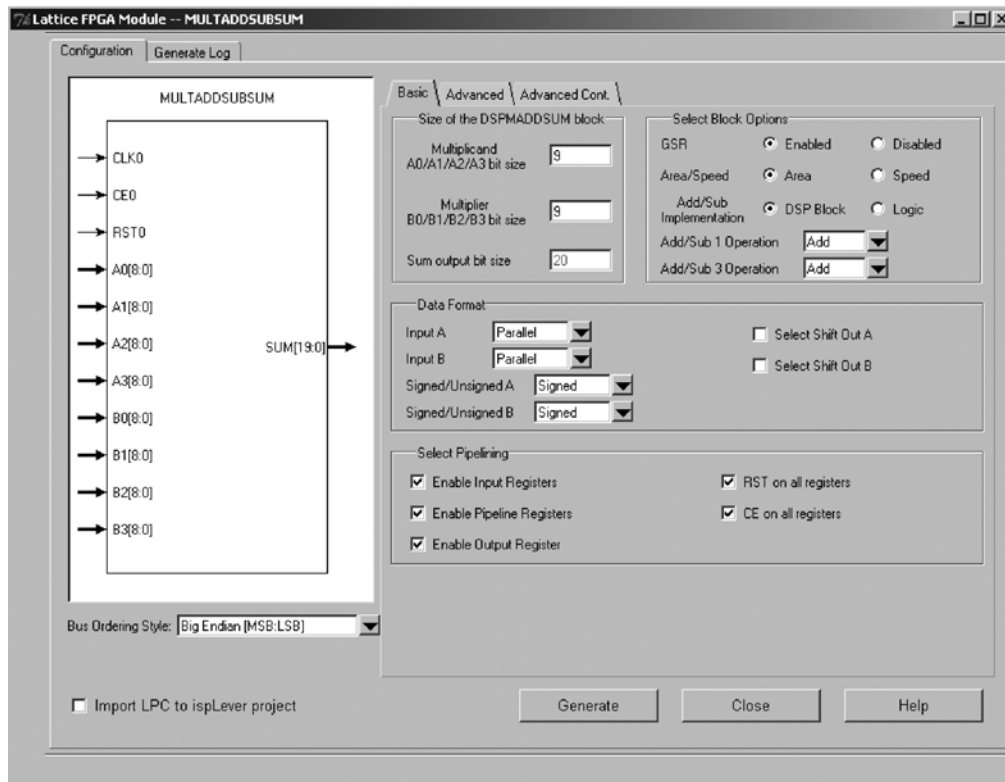 Lattice FPGA Module -- MULTADDSUBSUM
Configuration
Generate Log
MULTADDSUBSUM
CLK0
CE0
RST0
A0[8:0]
A1[8:0]
A2[8:0]
SUM[19:0]
A3[8:0]
B0[8:0]
B1[8:0]
B2[8:0]
B3[8:0]
Bus Ordering Style: Big Endian [MSB:LSB]
Basic
Advanced
Advanced Cont.
Size of the DSPMADDSUM block
Multiplicand
A0/A1/A2/A3 bit size
9
Multiplier
B0/B1/B2/B3 bit size
9
Sum output bit size 20
Select Block Options
GSR Enabled Disabled
Area/Speed Area Speed
Add/Sub
Implementation
DSP Block Logic
Add/Sub 1 Operation Add
Add/Sub 3 Operation Add
Data Format
Input A Parallel
Input B Parallel
Signed/Unsigned A Signed
Signed/Unsigned B Signed
Select Shift Out A
Select Shift Out B
Select Pipelining
Enable Input Registers
Enable Pipeline Registers
Enable Output Register
RST on all registers
CE on all registers
Import LPC to ispLever project
Generate
Close
Help